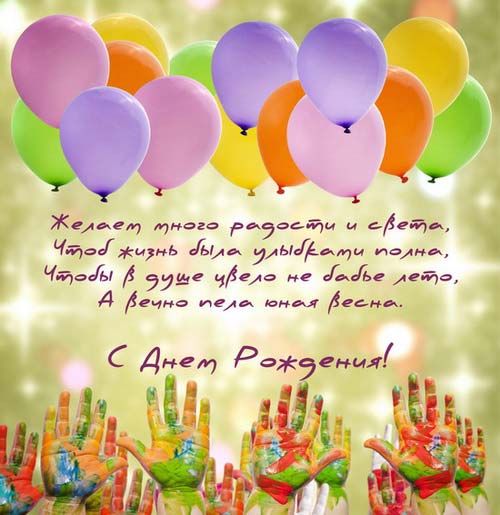 Желаем много радости и света,
Чтоб жизнь была улыбками полна,
Чтобы в душе цвело не бабье лето,
А вечно пела юная весна.
С Днем Рождения!